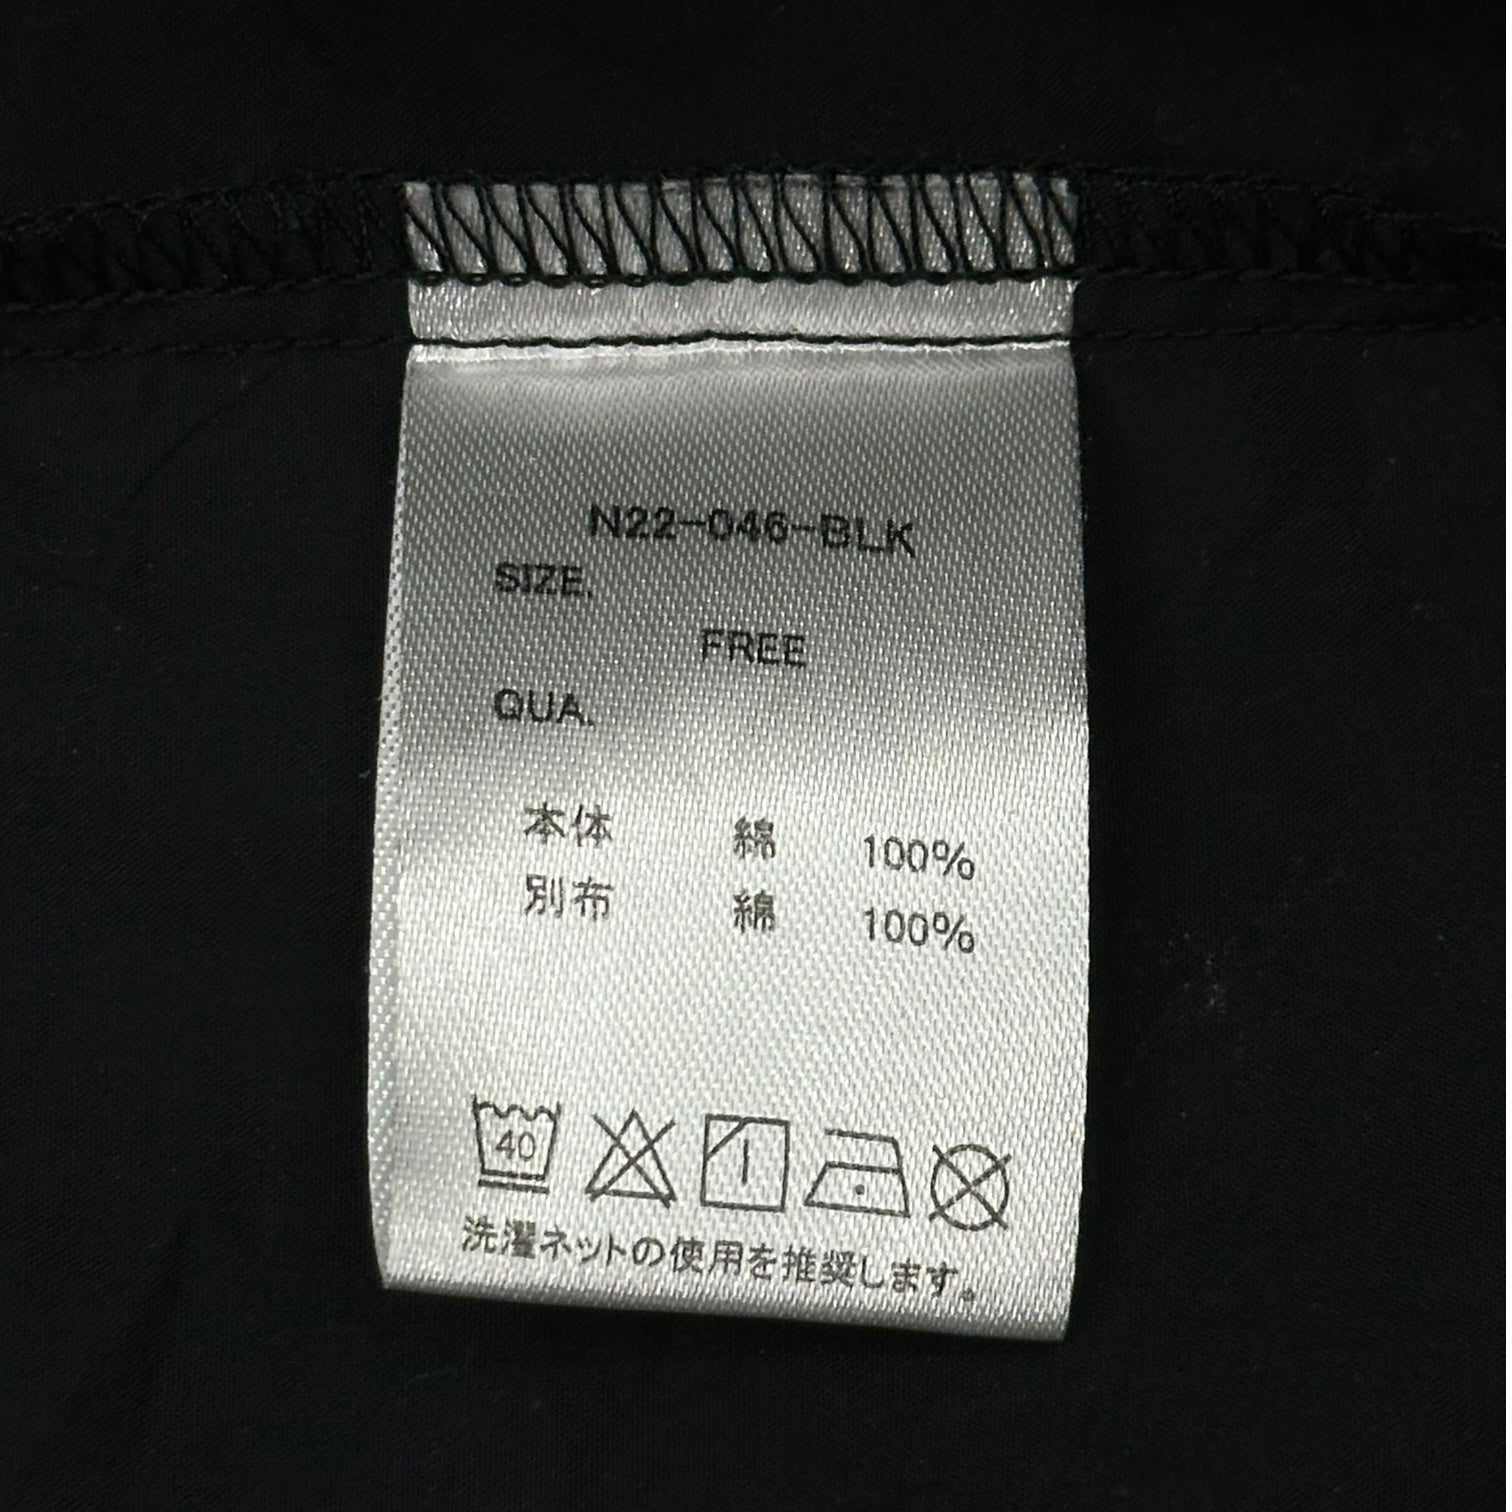 N22-046-BLK
SIZE.
FREE
QUA.
本体 綿 100%
別布 綿 100%
40
洗濯ネットの使用を推奨します。